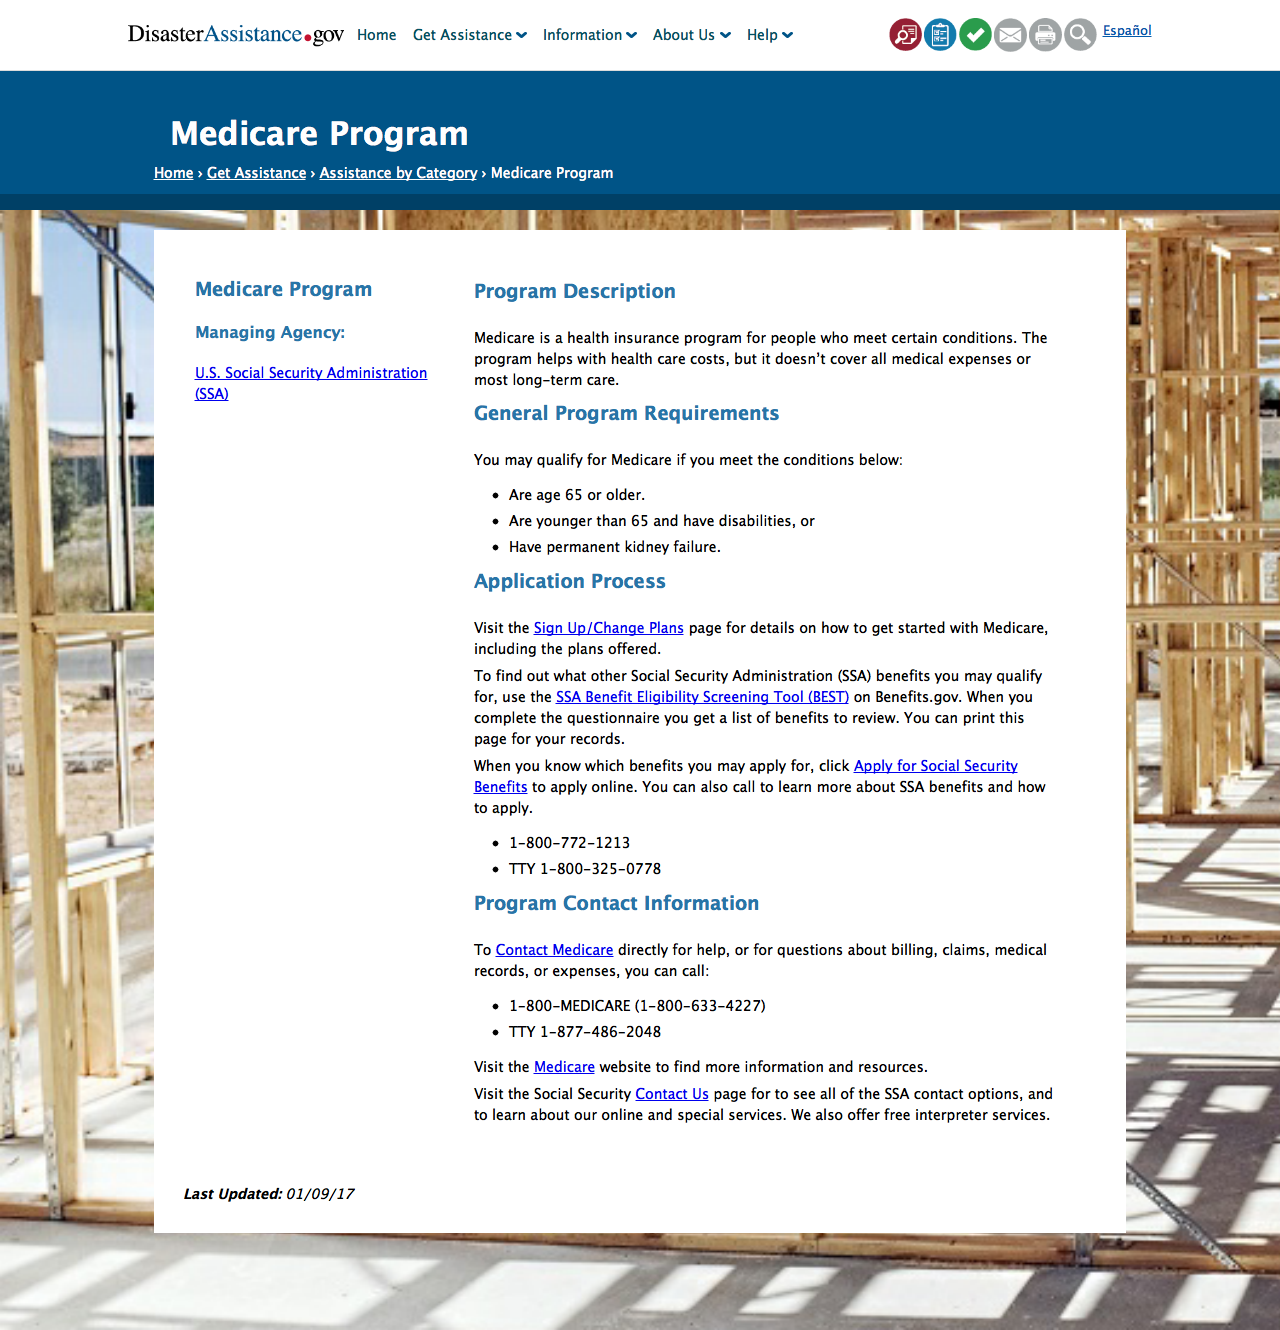 DisasterAssistance.gov Home Get Assistance Information About Us Help Español
Medicare Program
Home › Get Assistance › Assistance by Category › Medicare Program
Medicare Program
Managing Agency:
U.S. Social Security Administration
(SSA)
Program Description
Medicare is a health insurance program for people who meet certain conditions. The
program helps with health care costs, but it doesn’t cover all medical expenses or
most long-term care.
General Program Requirements
You may qualify for Medicare if you meet the conditions below:
• Are age 65 or older.
• Are younger than 65 and have disabilities, or
• Have permanent kidney failure.
Application Process
Visit the Sign Up/Change Plans page for details on how to get started with Medicare,
including the plans offered.
To find out what other Social Security Administration (SSA) benefits you may qualify
for, use the SSA Benefit Eligibility Screening Tool (BEST) on Benefits.gov. When you
complete the questionnaire you get a list of benefits to review. You can print this
page for your records.
When you know which benefits you may apply for, click Apply for Social Security
Benefits to apply online. You can also call to learn more about SSA benefits and how
to apply.
• 1-800-772-1213
• TTY 1-800-325-0778
Program Contact Information
To Contact Medicare directly for help, or for questions about billing, claims, medical
records, or expenses, you can call:
• 1-800-MEDICARE (1-800-633-4227)
• TTY 1-877-486-2048
Visit the Medicare website to find more information and resources.
Visit the Social Security Contact Us page for to see all of the SSA contact options, and
to learn about our online and special services. We also offer free interpreter services.
Last Updated: 01/09/17